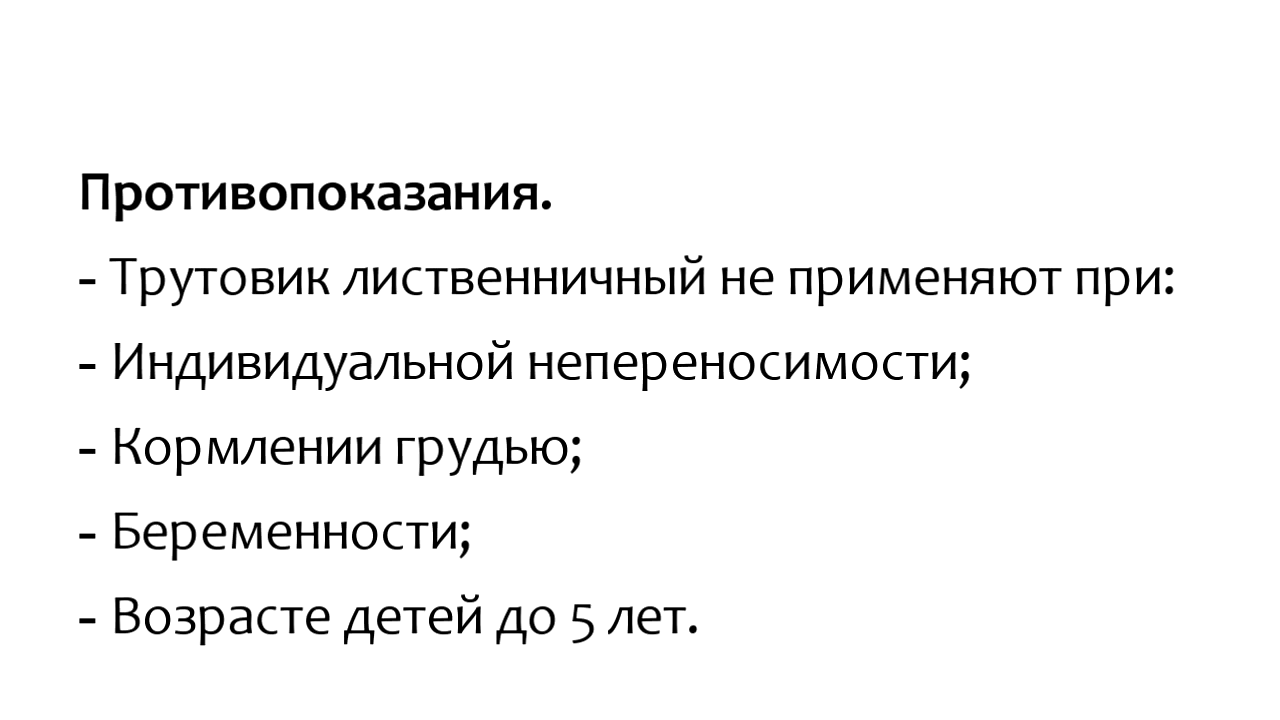 Противопоказания.
- Трутовик лиственничный не применяют при:
- Индивидуальной непереносимости;
- Кормлении грудью;
- Беременности;
- Возрасте детей до 5 лет.